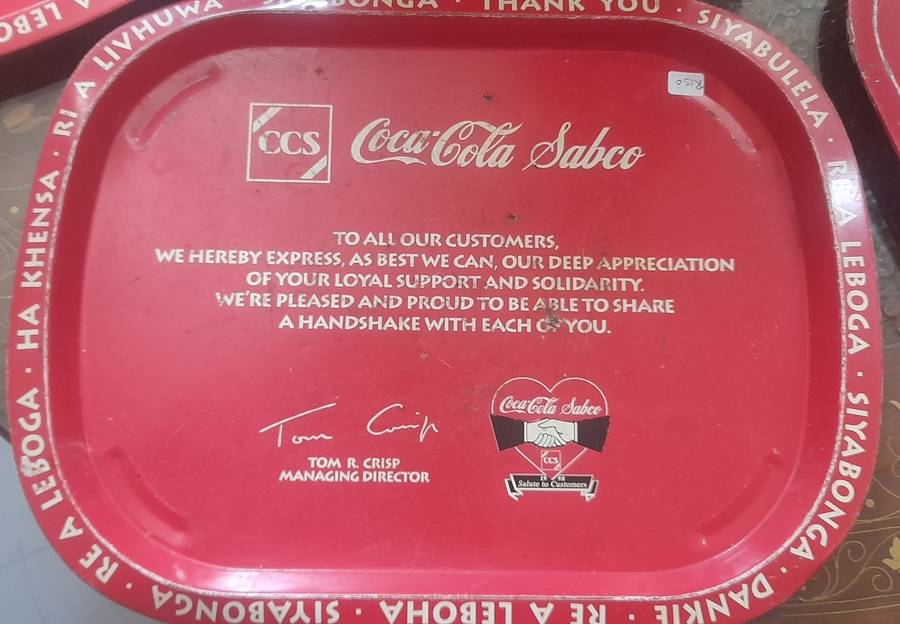 SIYABONGA · THANK YOU · SIYABULELA · RE A LEBOGA · SIYABONGA · DANKIE · RE A LEBOHA · SIYABONGA · RE A LEBOGA · HA KHENSA · RI A LIVHUWA ·
R150
CCS Coca-Cola Sabco
TO ALL OUR CUSTOMERS,
WE HEREBY EXPRESS, AS BEST WE CAN, OUR DEEP APPRECIATION
OF YOUR LOYAL SUPPORT AND SOLIDARITY.
WE'RE PLEASED AND PROUD TO BE ABLE TO SHARE
A HANDSHAKE WITH EACH OF YOU.
Tom Crisp
TOM R. CRISP
MANAGING DIRECTOR
Coca-Cola Sabco
CCS
Salute to Customers
LEBO